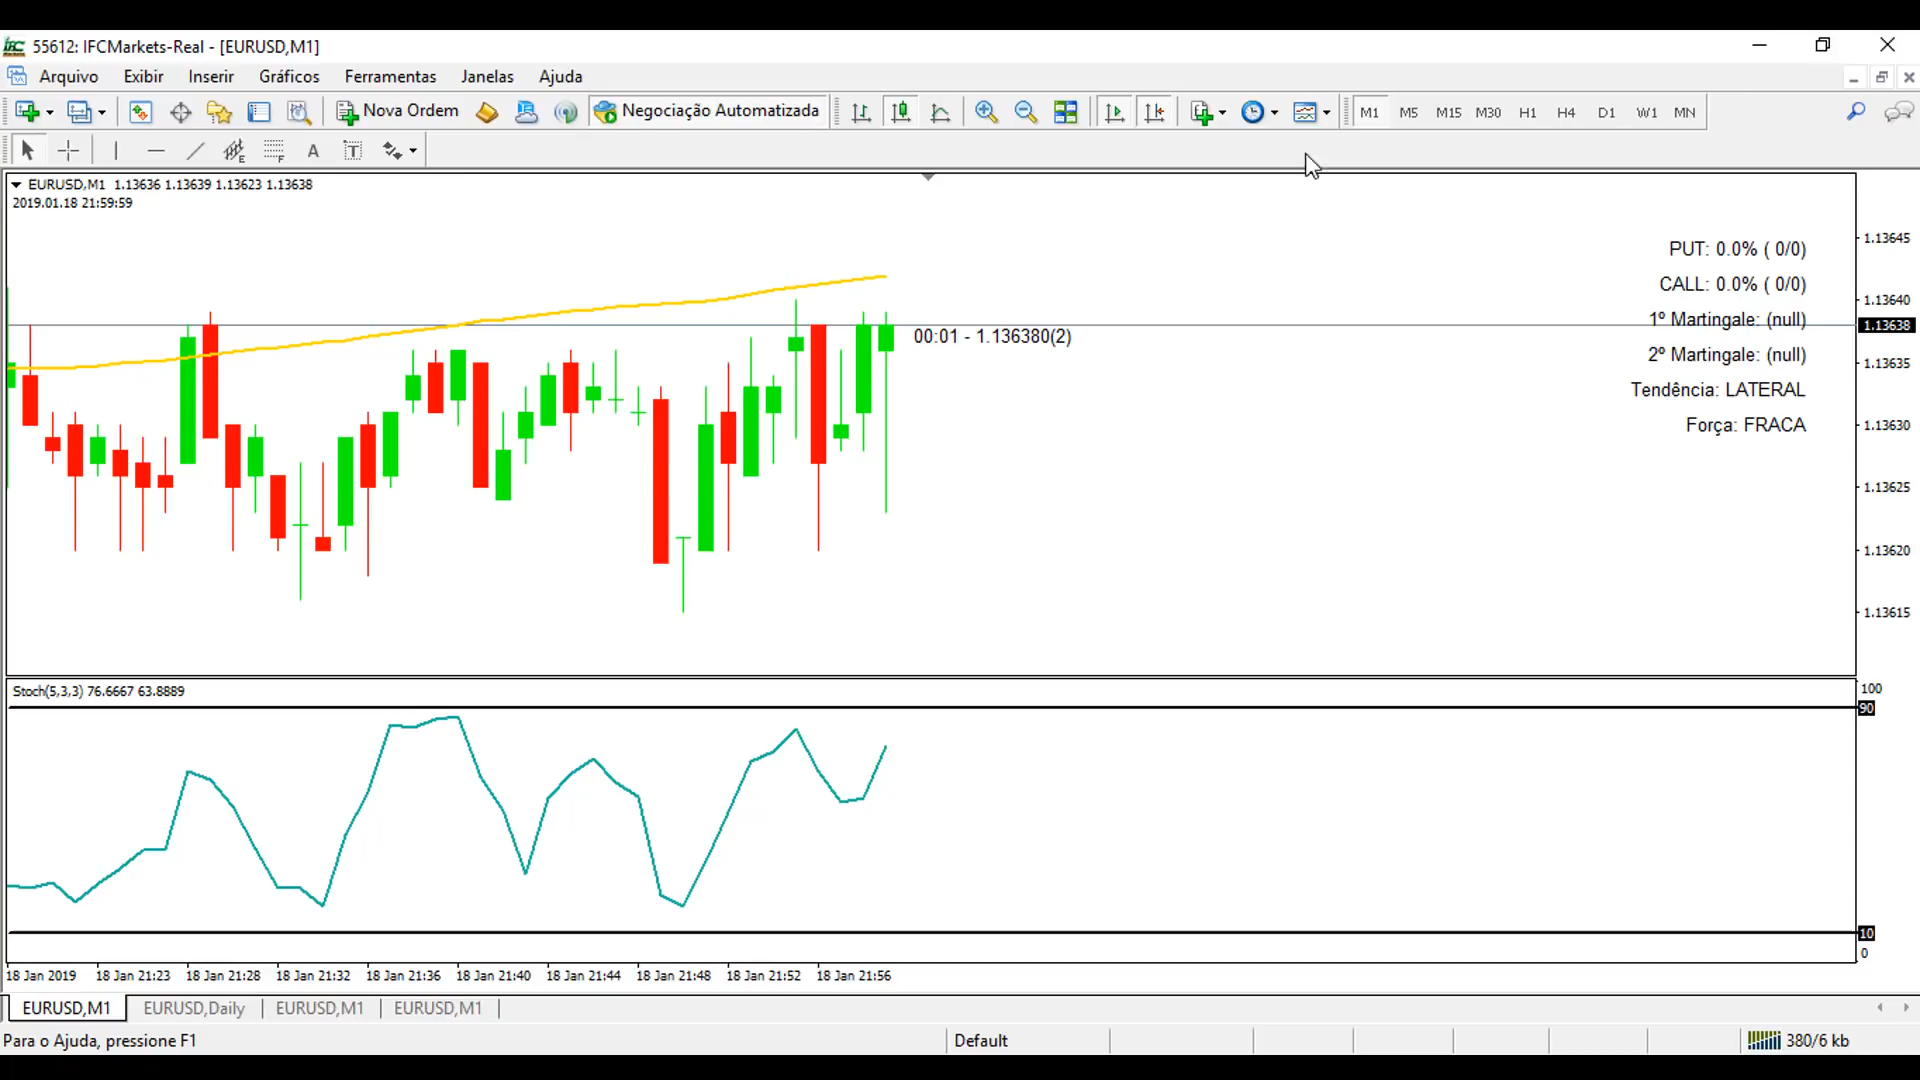 55612: IFCMarkets-Real - [EURUSD,M1]
Arquivo Exibir Inserir Gráficos Ferramentas Janelas Ajuda
Nova Ordem Negociação Automatizada M1 M5 M15 M30 H1 H4 D1 W1 MN
E F A T
EURUSD,M1 1.13636 1.13639 1.13623 1.13638
2019.01.18 21:59:59
1.13645
PUT: 0.0% ( 0/0)
CALL: 0.0% ( 0/0)
1.13640
1º Martingale: (null)
1.13638
00:01 - 1.136380(2)
2º Martingale: (null)
1.13635
Tendência: LATERAL
Força: FRACA
1.13630
1.13625
1.13620
1.13615
Stoch(5,3,3) 76.6667 63.8889
100
90
10
0
18 Jan 2019 18 Jan 21:23 18 Jan 21:28 18 Jan 21:32 18 Jan 21:36 18 Jan 21:40 18 Jan 21:44 18 Jan 21:48 18 Jan 21:52 18 Jan 21:56
EURUSD,M1 EURUSD,Daily EURUSD,M1 EURUSD,M1
Para o Ajuda, pressione F1 Default 380/6 kb